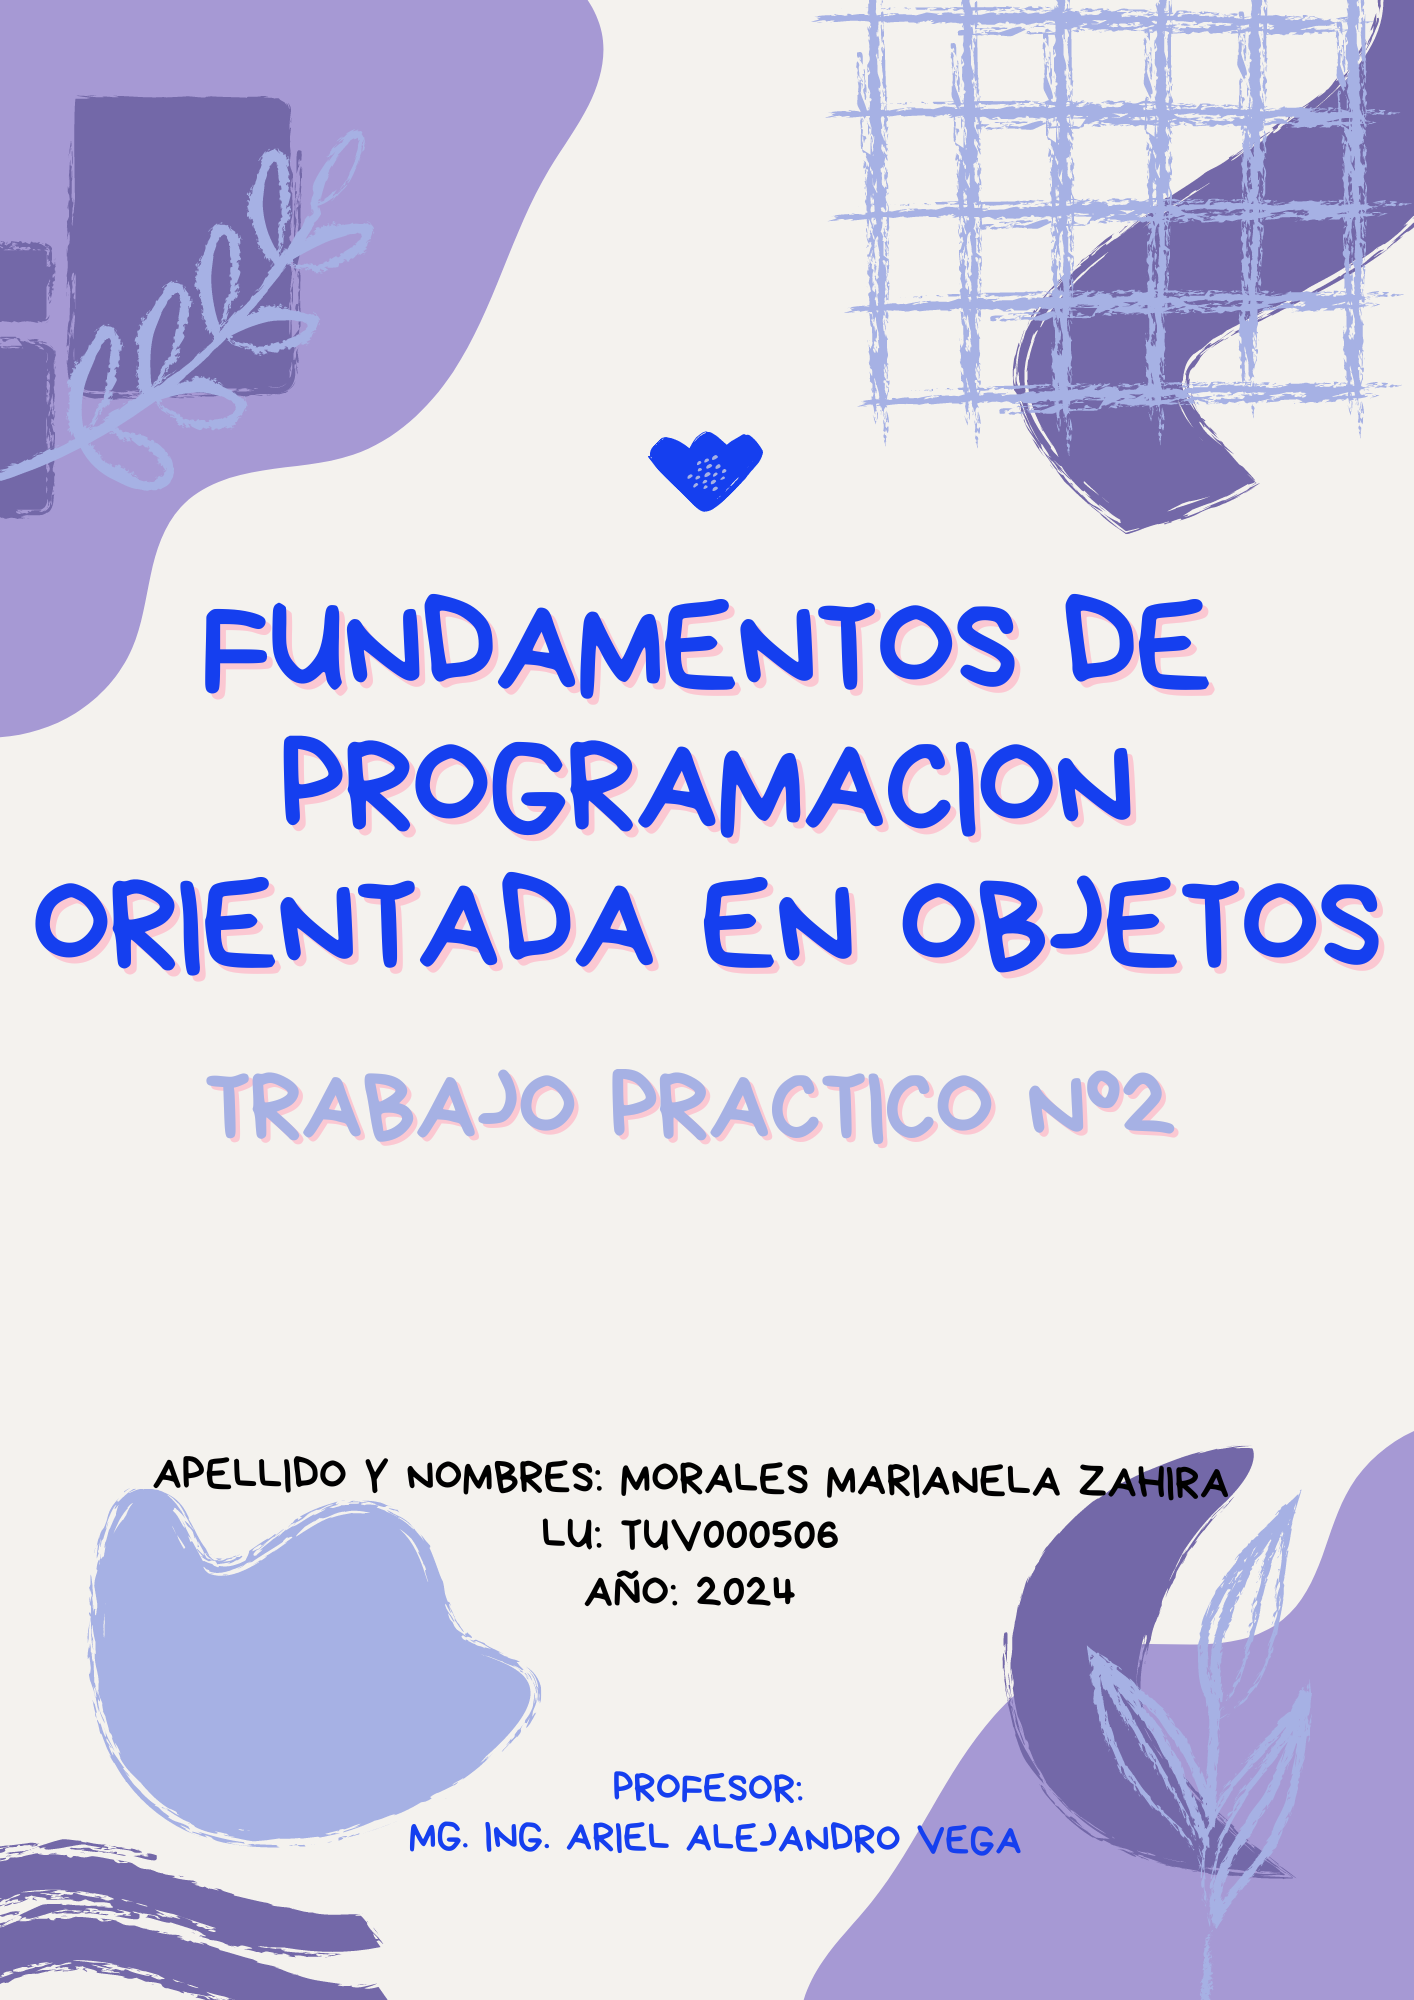 FUNDAMENTOS DE
PROGRAMACION
ORIENTADA EN OBJETOS
TRABAJO PRACTICO Nº2
APELLIDO Y NOMBRES: MORALES MARIANELA ZAHIRA
LU: TUV000506
AÑO: 2024
PROFESOR:
MG. ING. ARIEL ALEJANDRO VEGA